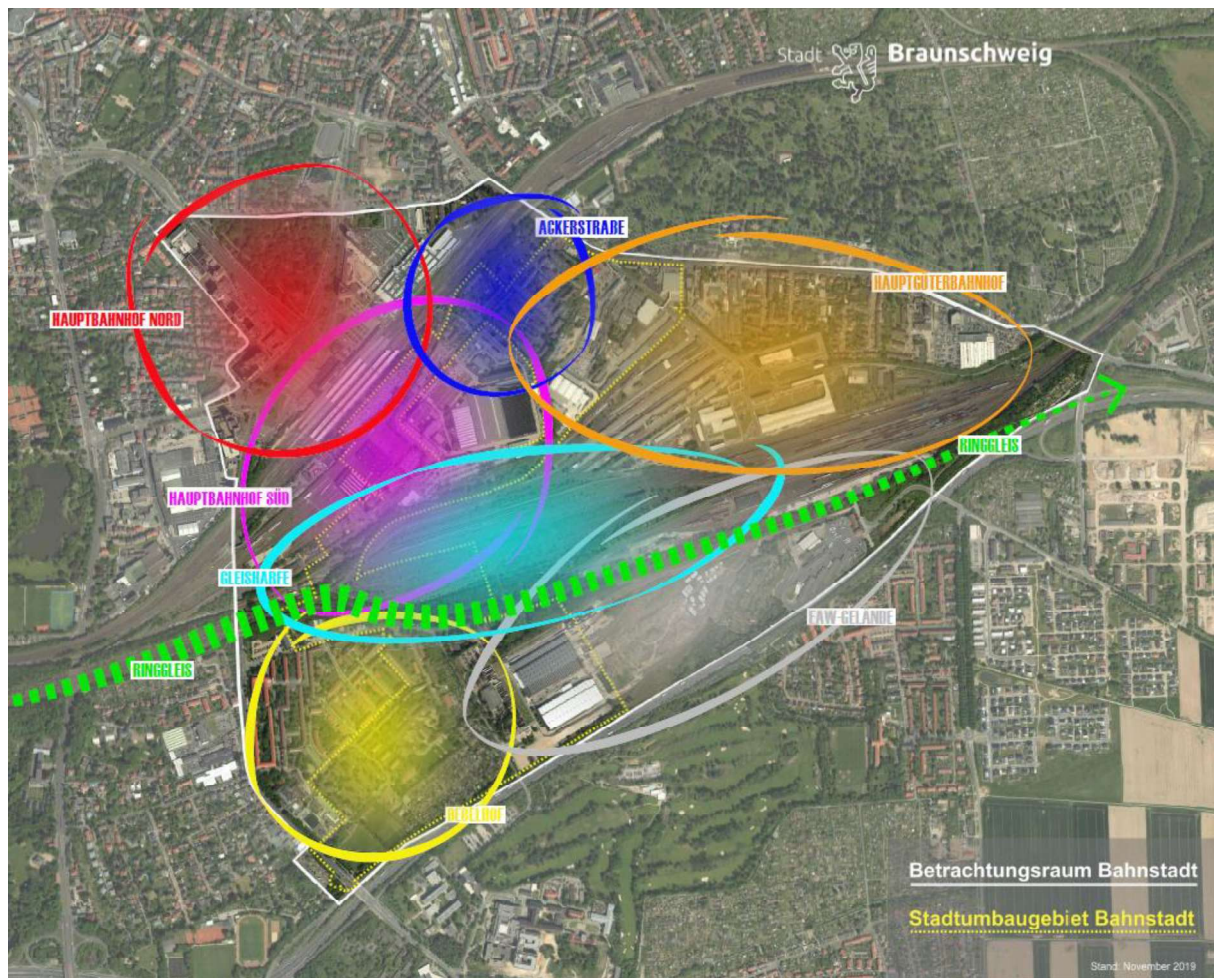 Stadt Braunschweig
ACKERSTRAßE
HAUPTGÜTERBAHNHOF
HAUPTBAHNHOF NORD
RINGGLEIS
HAUPTBAHNHOF SÜD
GLEISHARFE
FAW-GELÄNDE
RINGGLEIS
BEBELHOF
Betrachtungsraum Bahnstadt
Stadtumbaugebiet Bahnstadt
Stand: November 2019